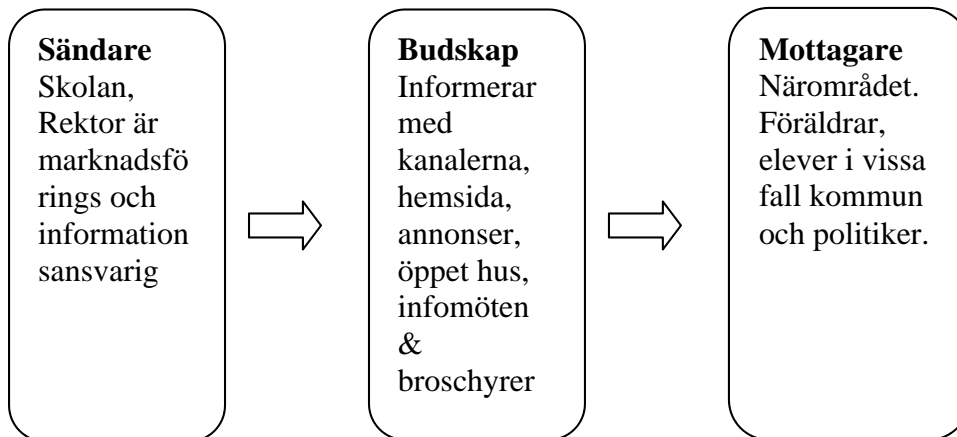 Sändare
Skolan,
Rektor är
marknadsfö
rings och
information
sansvarig
Budskap
Informerar
med
kanalerna,
hemsida,
annonser,
öppet hus,
infomöten
&
broschyrer
Mottagare
Närområdet.
Föräldrar,
elever i vissa
fall kommun
och politiker.